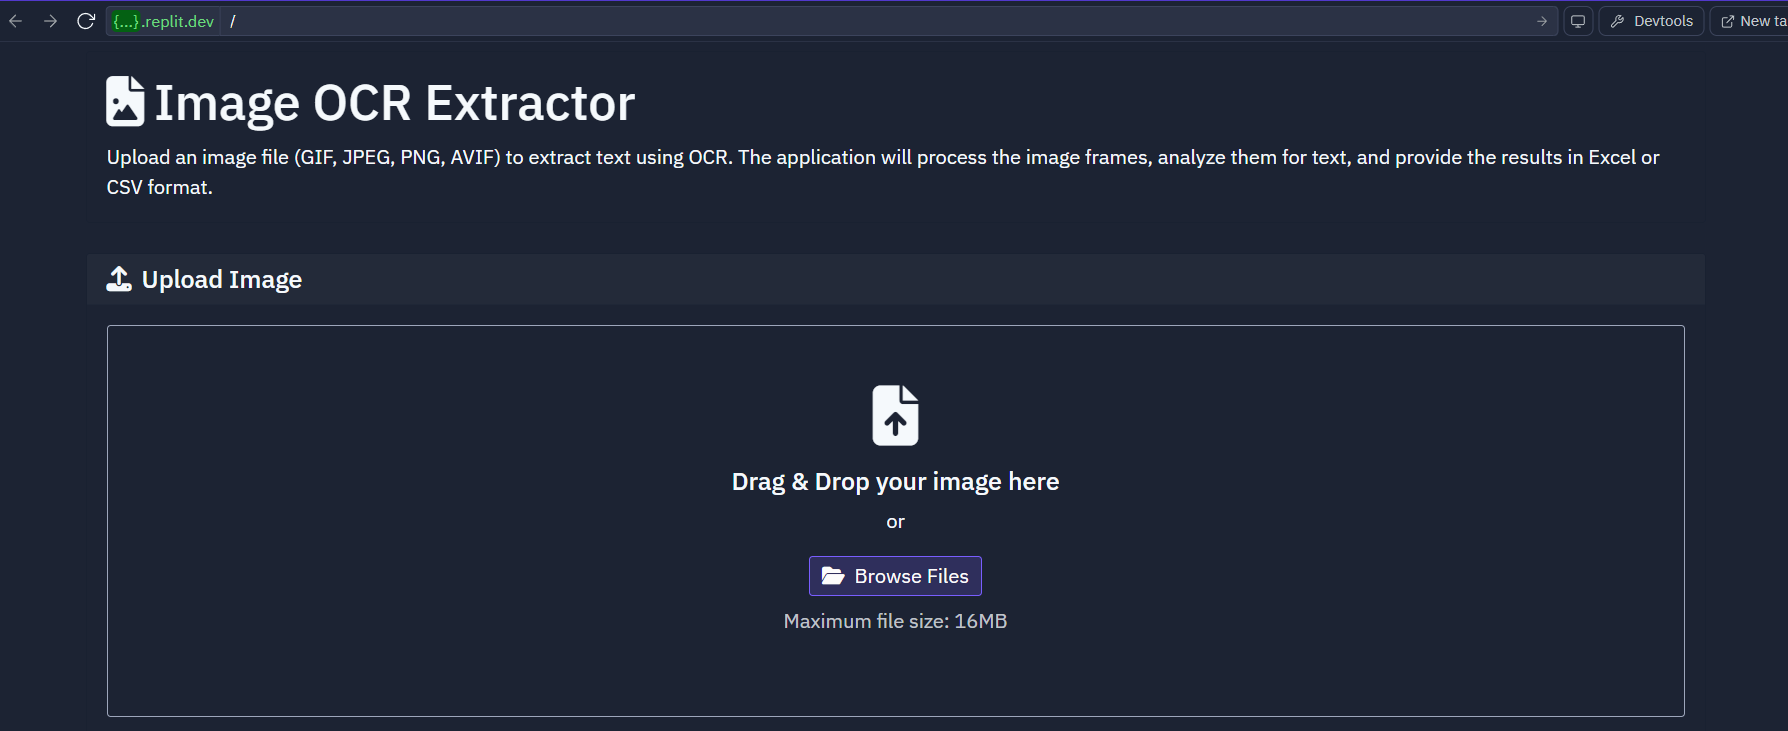 {...}.replit.dev /
Devtools
New ta
Image OCR Extractor
Upload an image file (GIF, JPEG, PNG, AVIF) to extract text using OCR. The application will process the image frames, analyze them for text, and provide the results in Excel or
CSV format.
Upload Image
Drag & Drop your image here
or
Browse Files
Maximum file size: 16MB